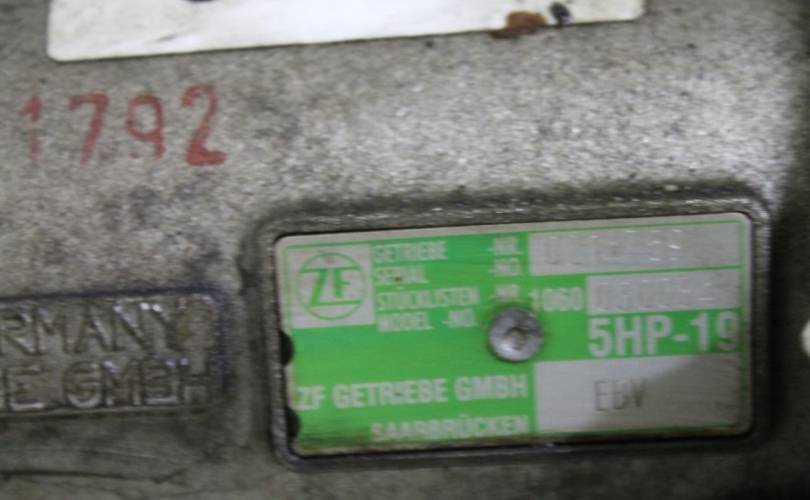 1792
ZF
GETRIEBE -NR.
SERIAL -NO.
STÜCKLISTEN -NR. 1060
MODEL -NO.
5HP-19
ZF GETRIEBE GMBH EBV
SAARBRÜCKEN
RMANY
GMBH